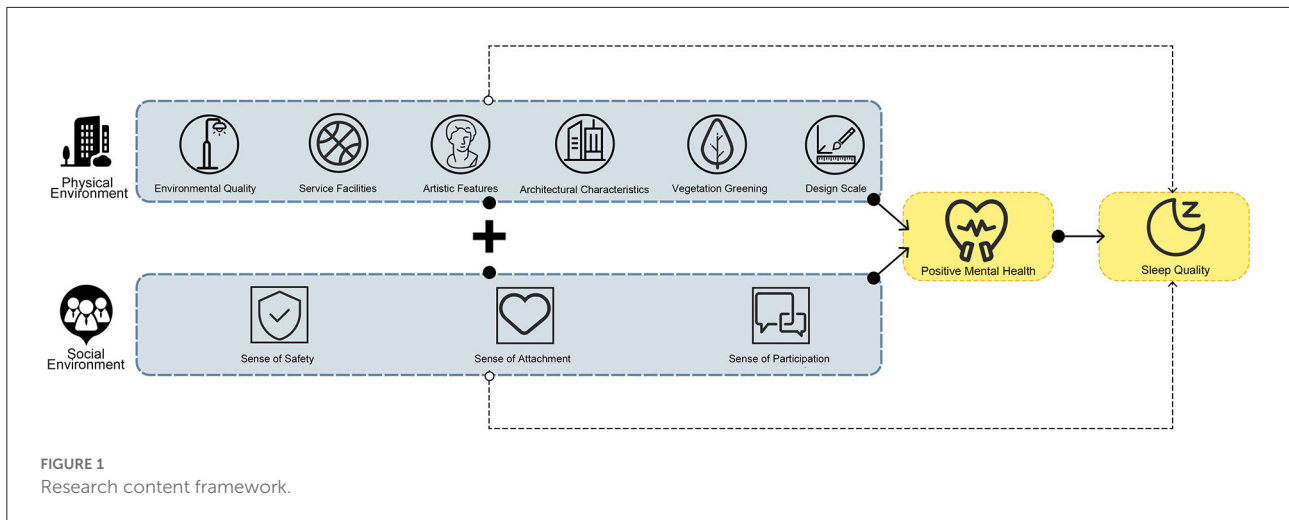 Physical
Environment
Environmental Quality
Service Facilities
Artistic Features
Architectural Characteristics
Vegetation Greening
Design Scale
Positive Mental Health
Z
Sleep Quality
Social
Environment
Sense of Safety
Sense of Attachment
Sense of Participation
FIGURE 1
Research content framework.